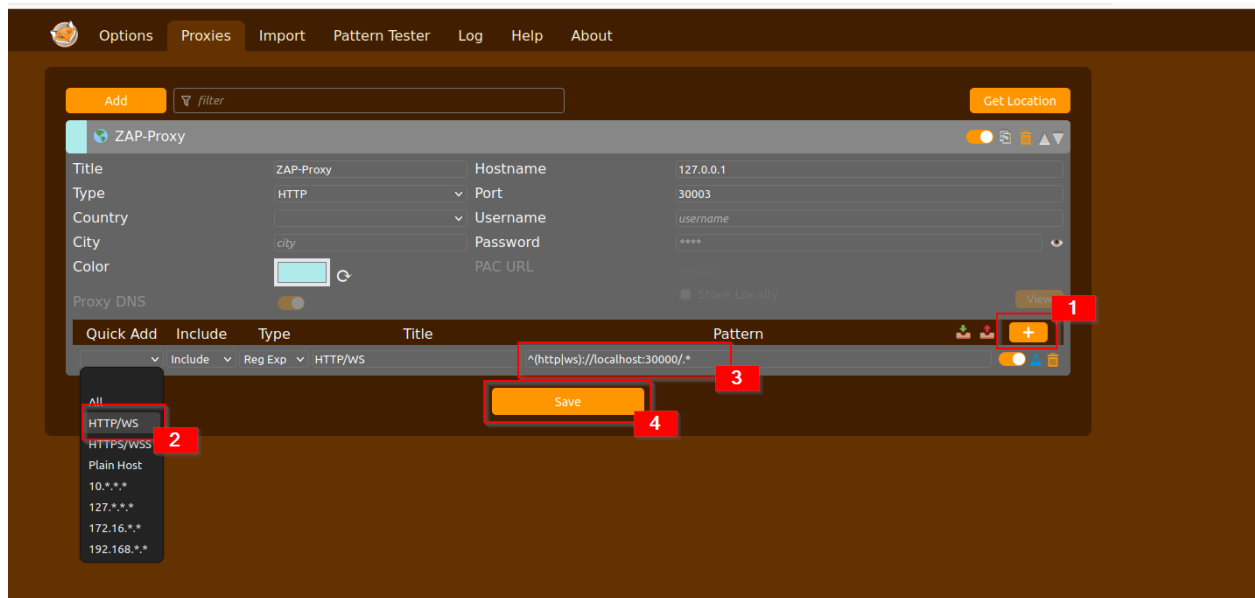 Options Proxies Import Pattern Tester Log Help About
Add filter Get Location
ZAP-Proxy
Title ZAP-Proxy Hostname 127.0.0.1
Type HTTP Port 30003
Country Username username
City city Password ****
Color PAC URL
Proxy DNS Store Locally View
1
Quick Add Include Type Title Pattern +
Include Reg Exp HTTP/WS ^(http|ws)://localhost:30000/.*
3
All Save
4
HTTP/WS
2
HTTPS/WSS
Plain Host
10.*.*.*
127.*.*.*
172.16.*.*
192.168.*.*